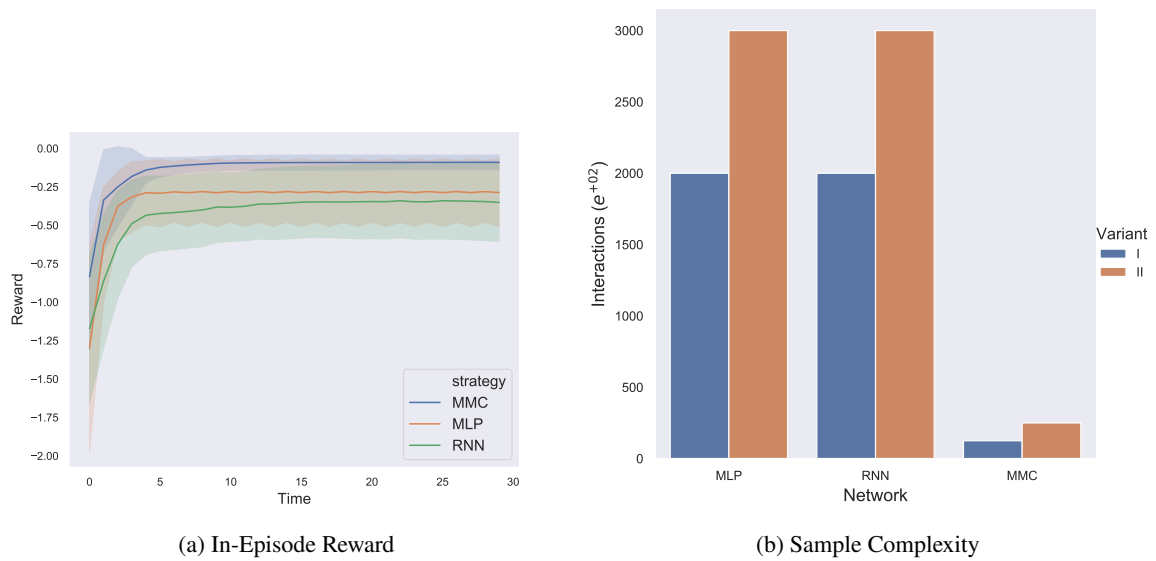 0.00
−0.25
−0.50
−0.75
−1.00
−1.25
−1.50
−1.75
−2.00
Reward
0 5 10 15 20 25 30
Time
strategy
MMC
MLP
RNN
(a) In-Episode Reward
3000
2500
2000
1500
1000
500
0
Interactions (e⁺⁰²)
MLP RNN MMC
Network
Variant
I
II
(b) Sample Complexity